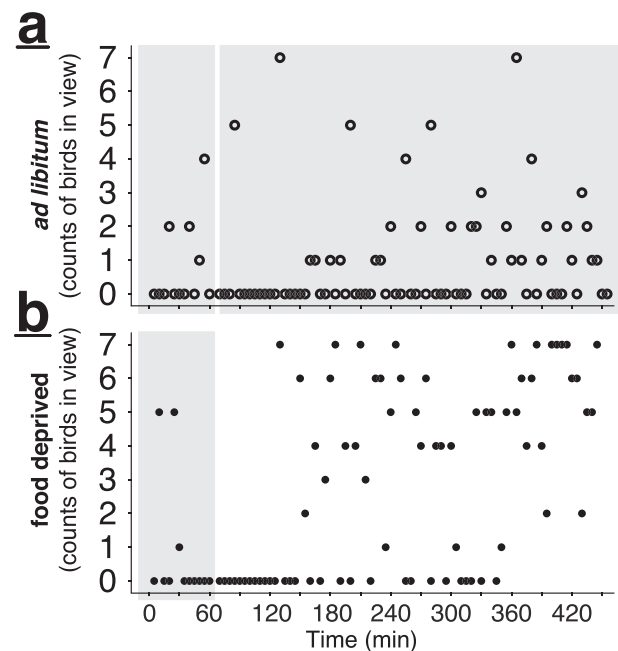 a
ad libitum
(counts of birds in view)
7
6
5
4
3
2
1
0
b
food deprived
(counts of birds in view)
7
6
5
4
3
2
1
0
0 60 120 180 240 300 360 420
Time (min)